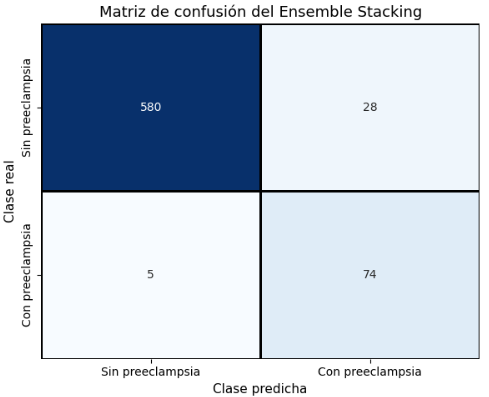 Matriz de confusión del Ensemble Stacking
Clase real
Sin preeclampsia
580
28
Con preeclampsia
5
74
Sin preeclampsia
Con preeclampsia
Clase predicha